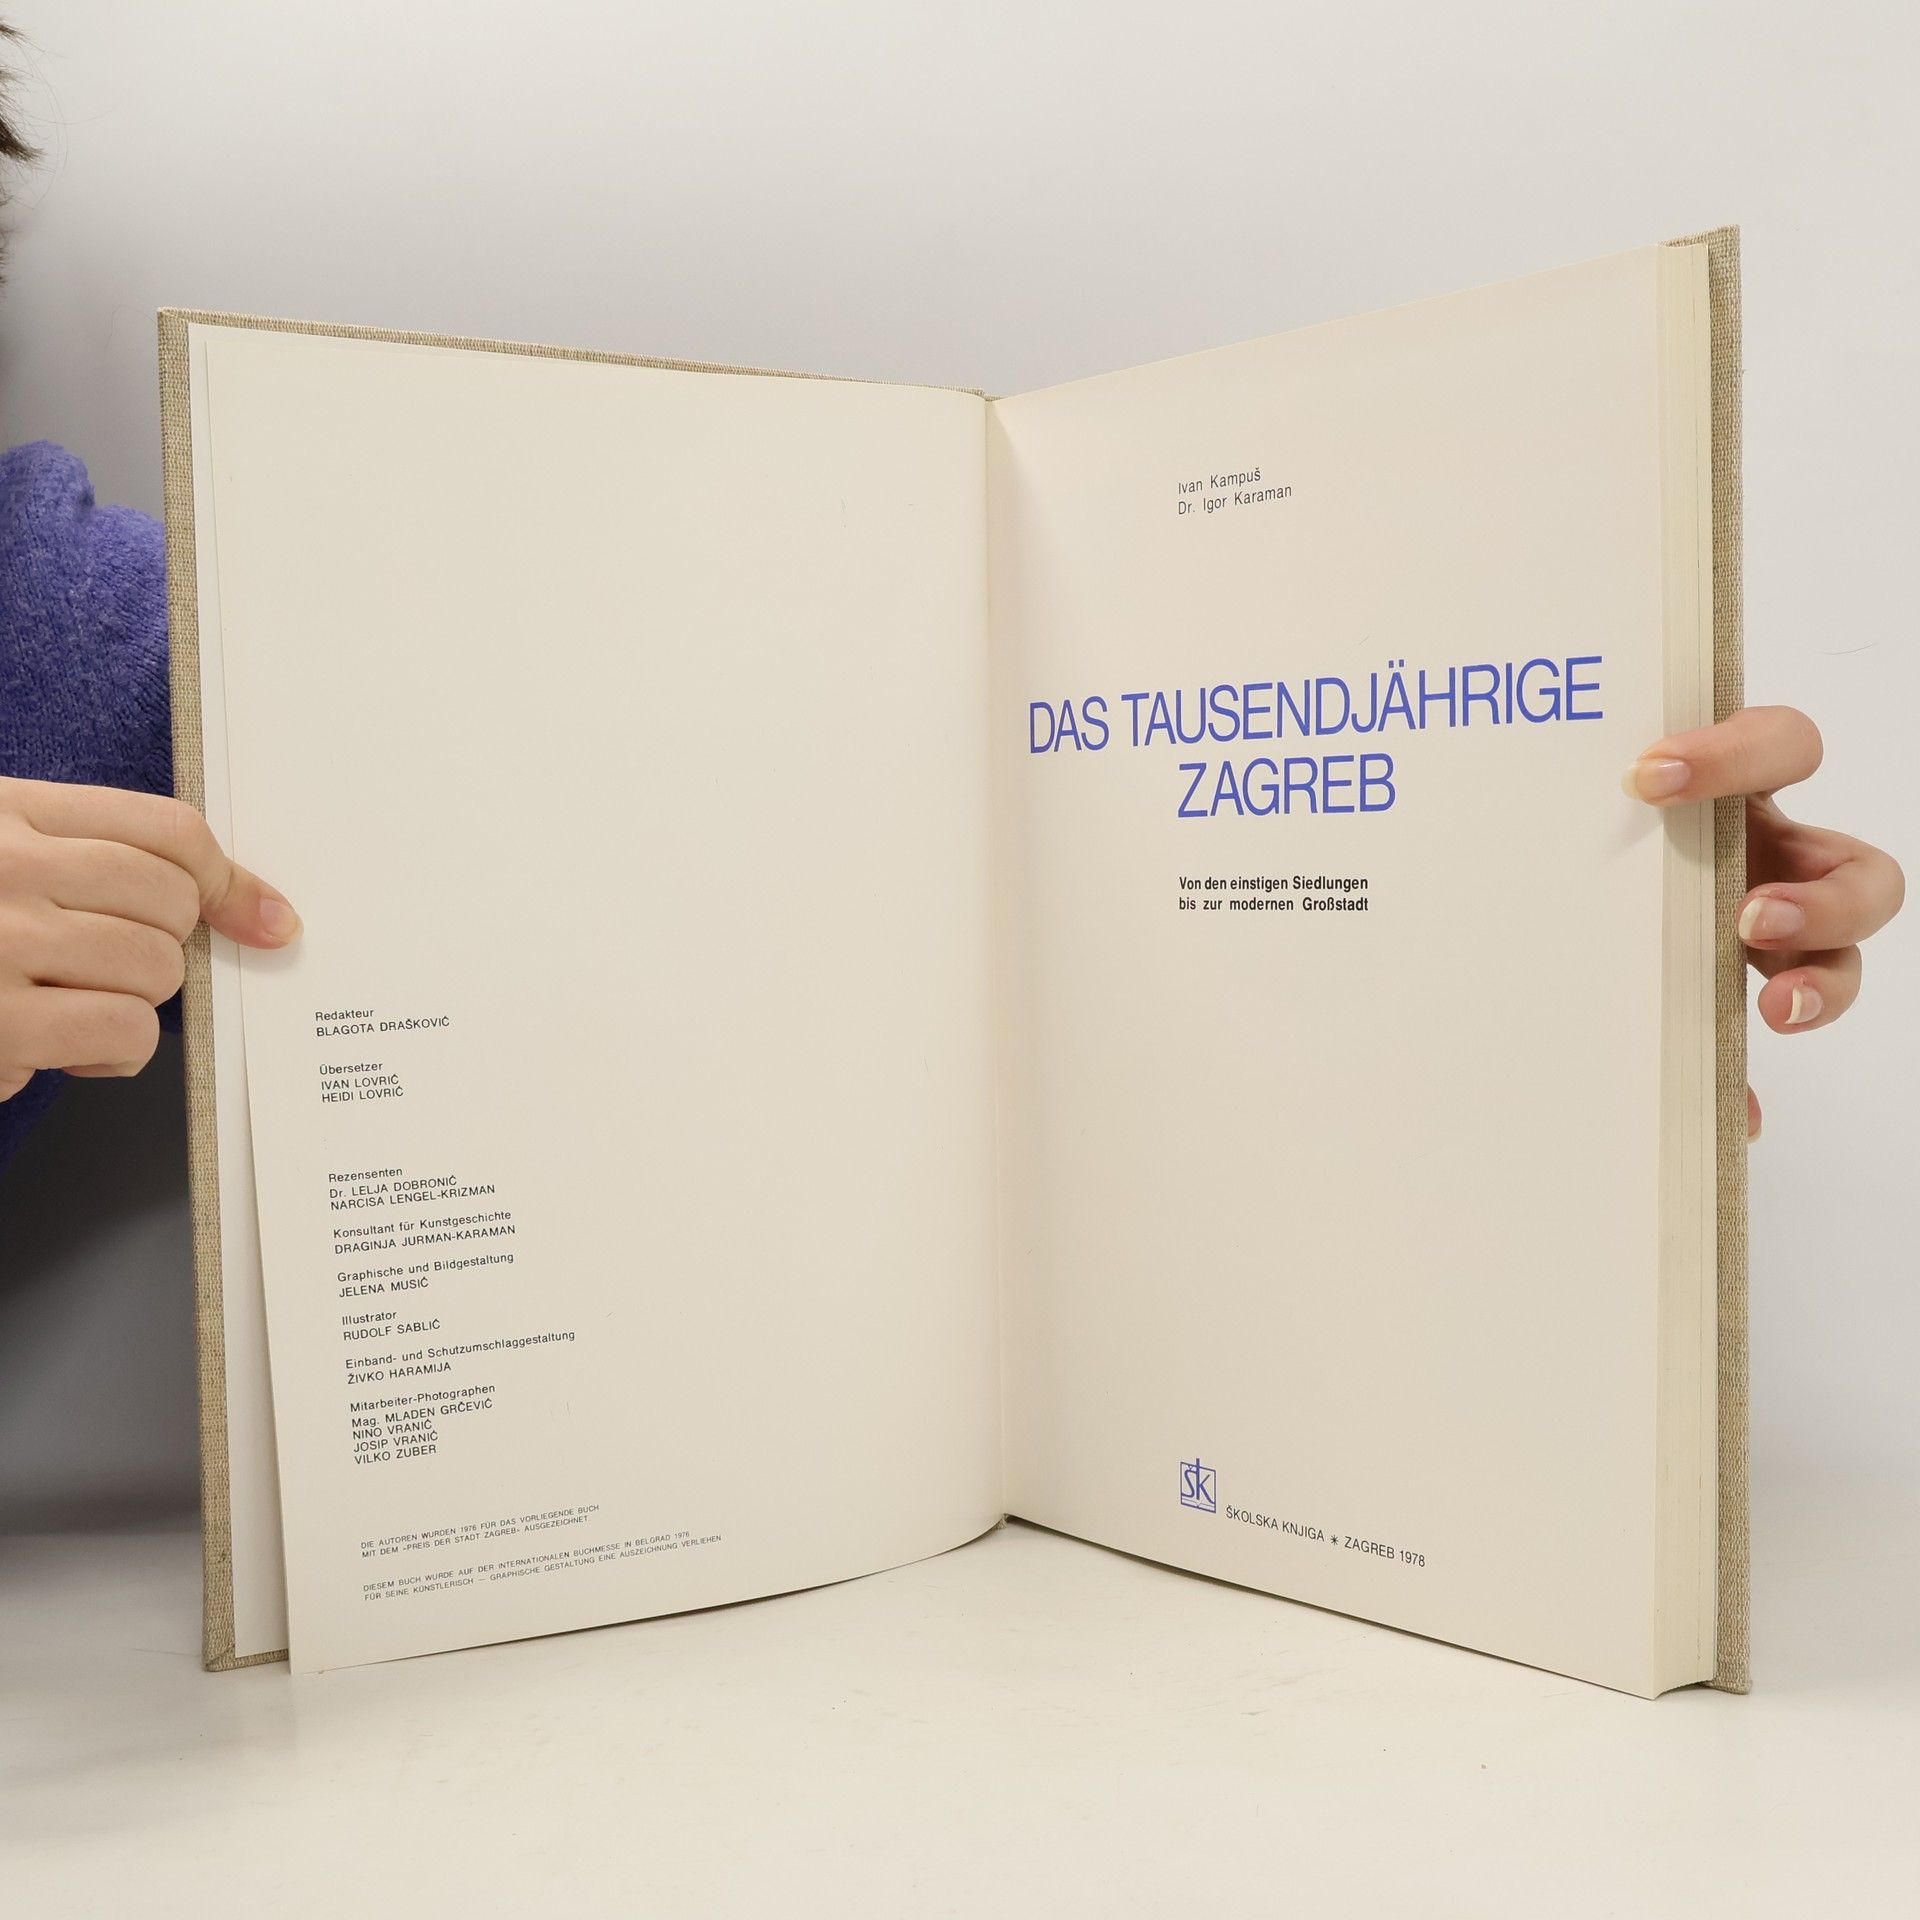 Redakteur
BLAGOTA DRAŠKOVIĆ
Übersetzer
IVAN LOVRIĆ
HEIDI LOVRIĆ
Rezensenten
Dr. LELJA DOBRONIĆ
NARCISA LENGEL-KRIZMAN
Konsultant für Kunstgeschichte
DRAGINJA JURMAN-KARAMAN
Graphische und Bildgestaltung
JELENA MUSIĆ
Illustrator
RUDOLF SABLIĆ
Einband- und Schutzumschlaggestaltung
ŽIVKO HARAMIJA
Mitarbeiter-Photographen
Mag. MLADEN GRČEVIĆ
NINO VRANIĆ
JOSIP VRANIĆ
VILKO ZUBER
DIE AUTOREN WURDEN 1976 FÜR DAS VORLIEGENDE BUCH
MIT DEM »PREIS DER STADT ZAGREB« AUSGEZEICHNET
DIESEM BUCH WURDE AUF DER INTERNATIONALEN BUCHMESSE IN BELGRAD 1976
FÜR SEINE KÜNSTLERISCH — GRAPHISCHE GESTALTUNG EINE AUSZEICHNUNG VERLIEHEN
Ivan Kampuš
Dr. Igor Karaman
DAS TAUSENDJÄHRIGE
ZAGREB
Von den einstigen Siedlungen
bis zur modernen Großstadt
ŠK
ŠKOLSKA KNJIGA * ZAGREB 1978